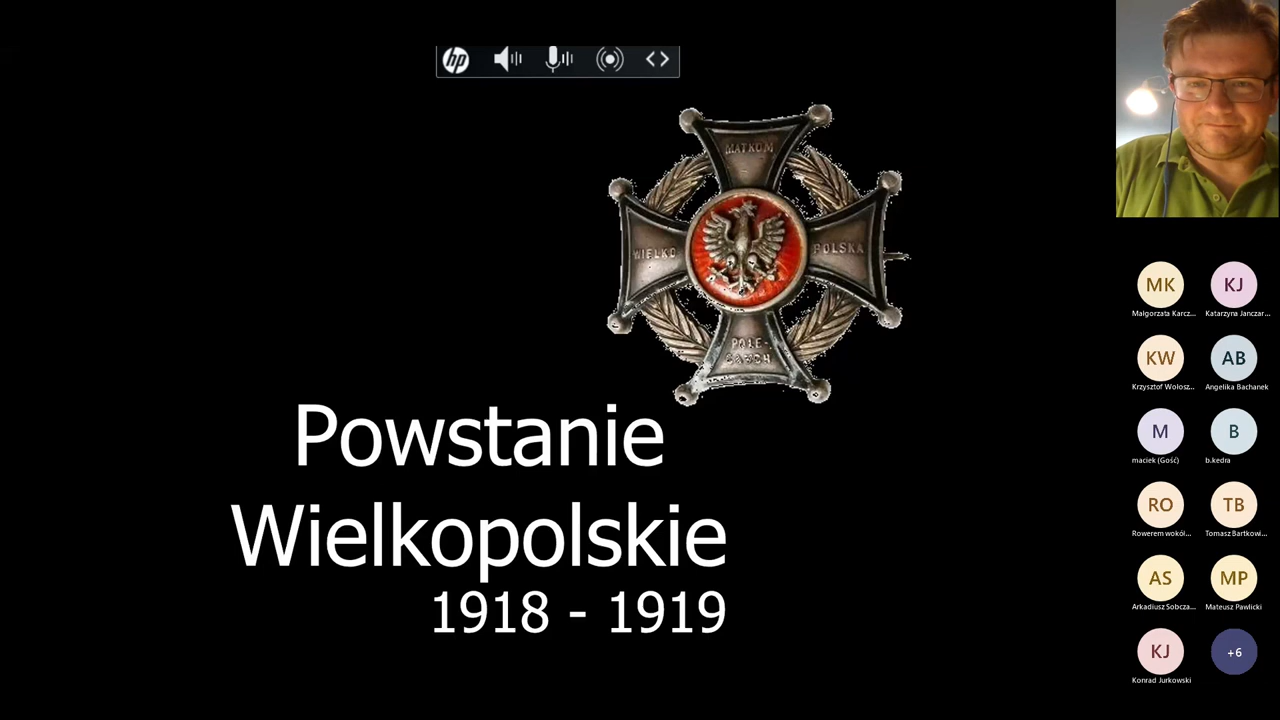 hp
MATKOM
WIELKO
POLSKA
POLE-
GŁYCH
Powstanie
Wielkopolskie
1918 - 1919
MK
KJ
Małgorzata Karcz...
Katarzyna Janczar...
KW
AB
Krzysztof Wołosz...
Angelika Bachanek
M
B
maciek (Gość)
b.kedra
RO
TB
Rowerem wokół...
Tomasz Bartkowi...
AS
MP
Arkadiusz Sobcza...
Mateusz Pawlicki
KJ
+6
Konrad Jurkowski